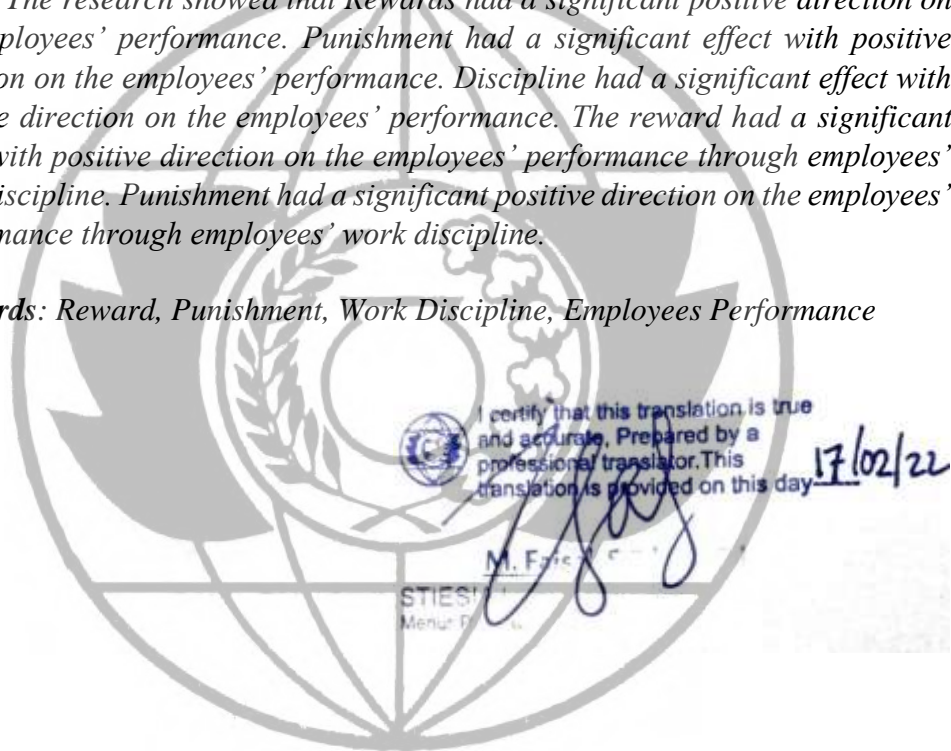 The research showed that Rewards had a significant positive direction on
ployees' performance. Punishment had a significant effect with positive
on on the employees' performance. Discipline had a significant effect with
e direction on the employees' performance. The reward had a significant
with positive direction on the employees' performance through employees'
iscipline. Punishment had a significant positive direction on the employees'
mance through employees' work discipline.
rds: Reward, Punishment, Work Discipline, Employees Performance
I certify that this translation is true
and accurate, Prepared by a
professional translator.This
translation is provided on this day 17/02/22
M.